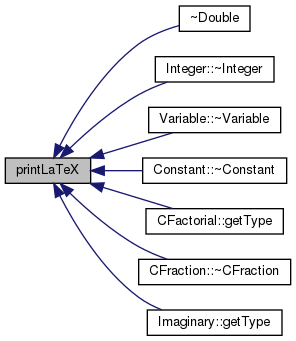 ~Double
Integer::~Integer
Variable::~Variable
printLaTeX
Constant::~Constant
CFactorial::getType
CFraction::~CFraction
Imaginary::getType